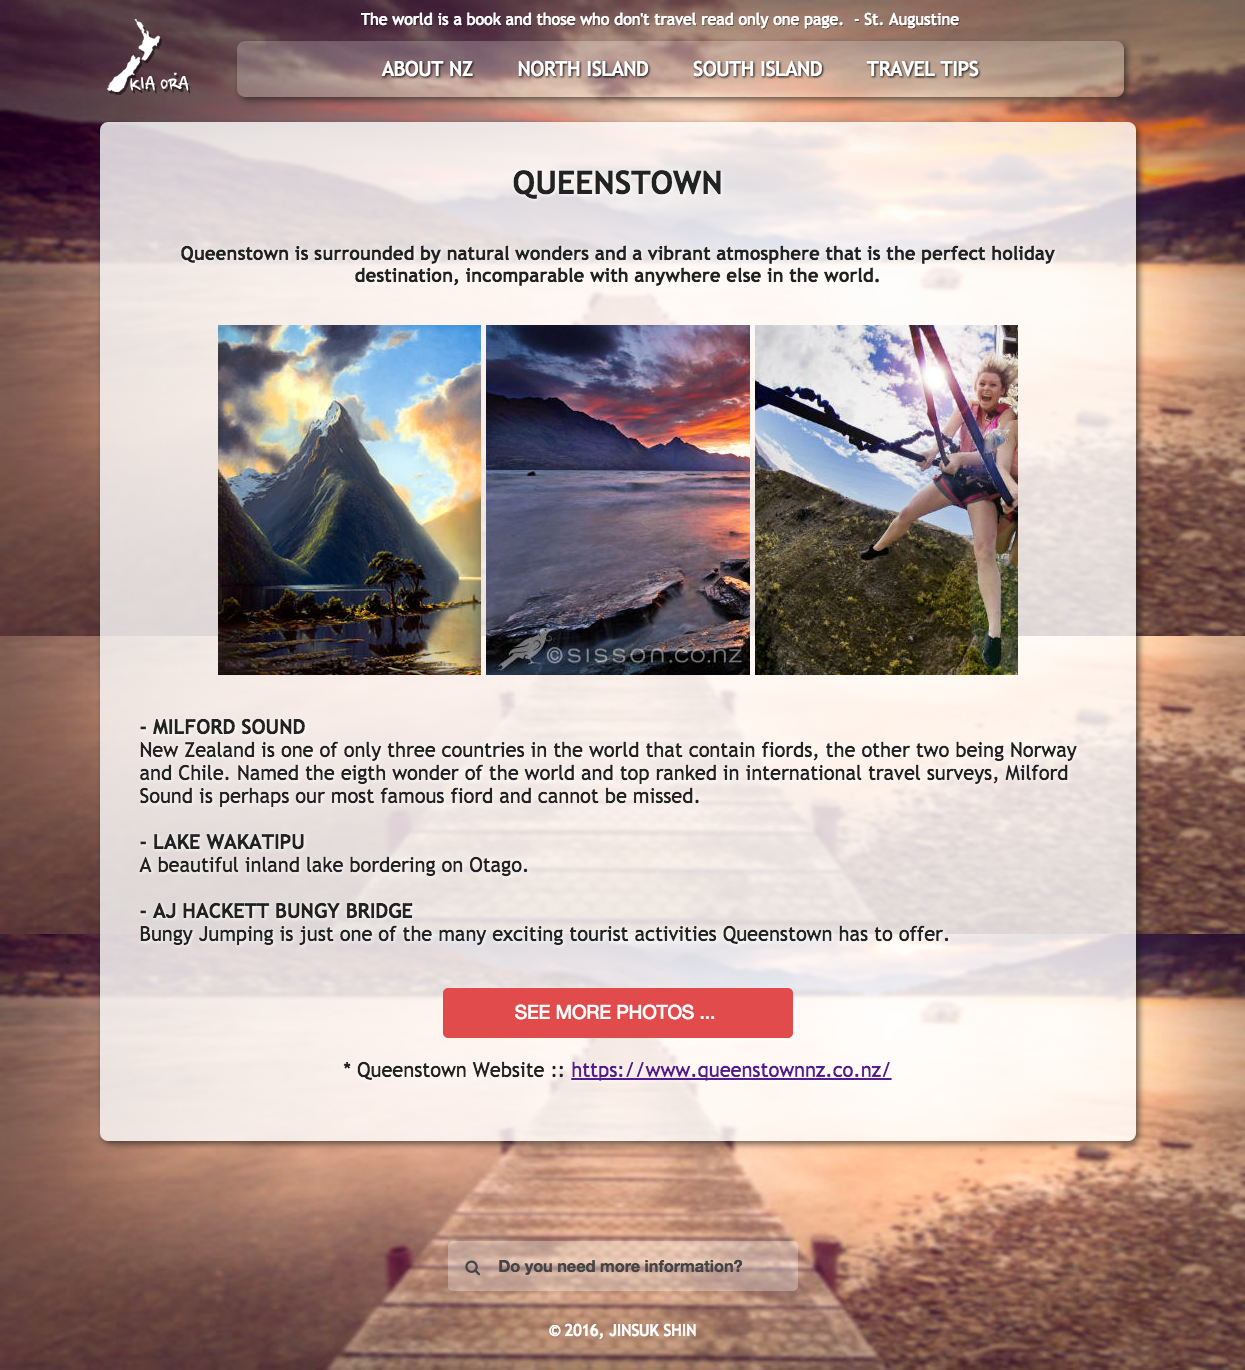 The world is a book and those who don't travel read only one page.  - St. Augustine
KIA ORA
ABOUT NZ NORTH ISLAND SOUTH ISLAND TRAVEL TIPS
QUEENSTOWN
Queenstown is surrounded by natural wonders and a vibrant atmosphere that is the perfect holiday
destination, incomparable with anywhere else in the world.
©sisson.co.nz
- MILFORD SOUND
New Zealand is one of only three countries in the world that contain fiords, the other two being Norway
and Chile. Named the eigth wonder of the world and top ranked in international travel surveys, Milford
Sound is perhaps our most famous fiord and cannot be missed.
- LAKE WAKATIPU
A beautiful inland lake bordering on Otago.
- AJ HACKETT BUNGY BRIDGE
Bungy Jumping is just one of the many exciting tourist activities Queenstown has to offer.
SEE MORE PHOTOS ...
* Queenstown Website :: https://www.queenstownnz.co.nz/
Do you need more information?
© 2016, JINSUK SHIN